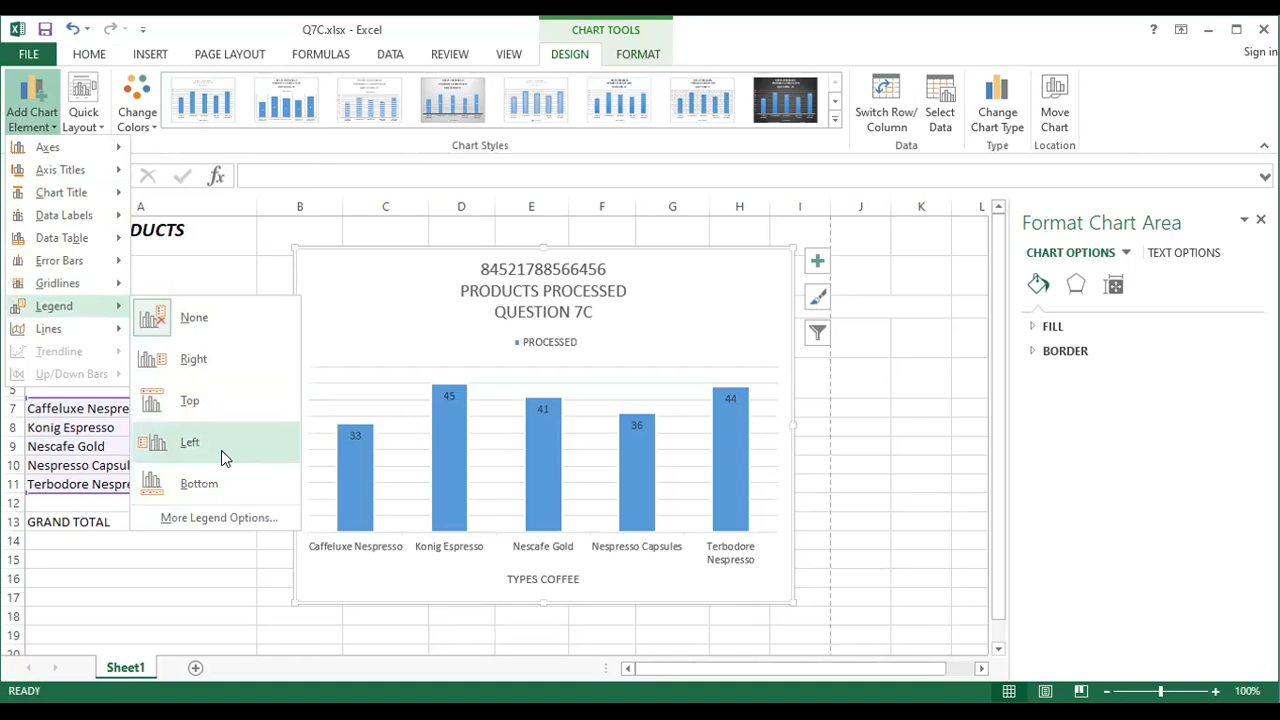 Q7C.xlsx - Excel
CHART TOOLS
?
FILE
HOME
INSERT
PAGE LAYOUT
FORMULAS
DATA
REVIEW
VIEW
DESIGN
FORMAT
Sign in
Add Chart
Element
Quick
Layout
Change
Colors
Switch Row/
Column
Select
Data
Change
Chart Type
Move
Chart
Chart Styles
Data
Type
Location
Axes
Axis Titles
Chart Title
Data Labels
Data Table
Error Bars
Gridlines
Legend
Lines
Trendline
Up/Down Bars
None
Right
Top
Left
Bottom
More Legend Options...
fx
A B C D E F G H I J K L
DUCTS
7 Caffeluxe Nespre
8 Konig Espresso
9 Nescafe Gold
10 Nespresso Capsul
11 Terbodore Nespre
12
13 GRAND TOTAL
14
15
16
17
18
19
20
84521788566456
PRODUCTS PROCESSED
QUESTION 7C
PROCESSED
33
45
41
36
44
Caffeluxe Nespresso
Konig Espresso
Nescafe Gold
Nespresso Capsules
Terbodore
Nespresso
TYPES COFFEE
Format Chart Area
CHART OPTIONS
TEXT OPTIONS
FILL
BORDER
Sheet1
READY
100%